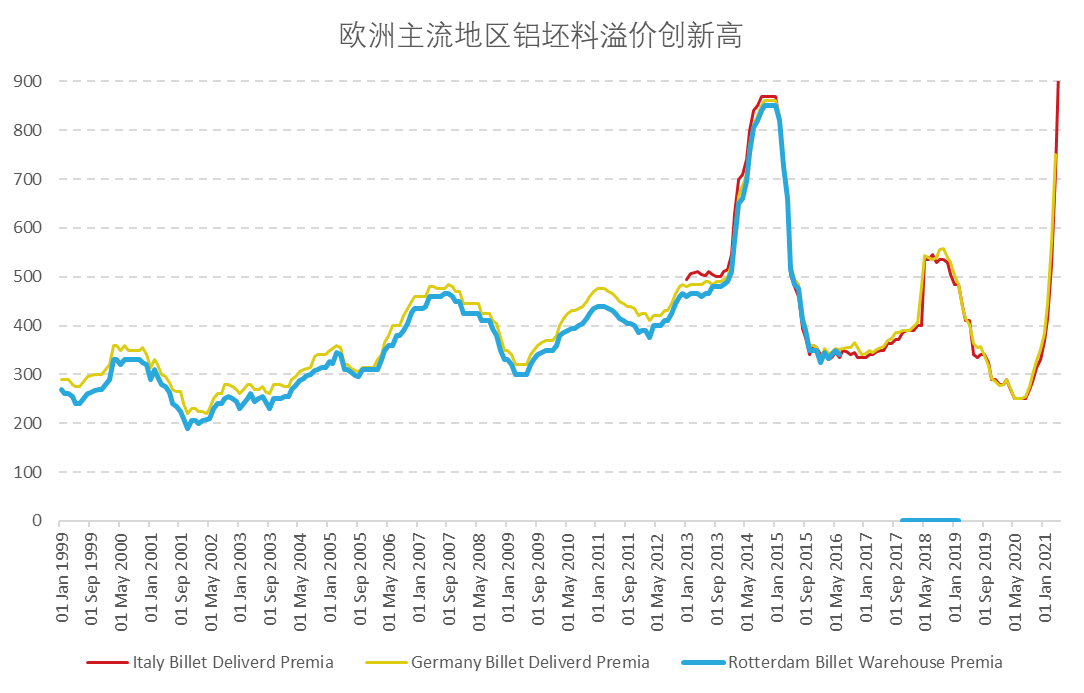 欧洲主流地区铝坯料溢价创新高
900
800
700
600
500
400
300
200
100
0
01 Jan 1999
01 Sep 1999
01 May 2000
01 Jan 2001
01 Sep 2001
01 May 2002
01 Jan 2003
01 Sep 2003
01 May 2004
01 Jan 2005
01 Sep 2005
01 May 2006
01 Jan 2007
01 Sep 2007
01 May 2008
01 Jan 2009
01 Sep 2009
01 May 2010
01 Jan 2011
01 Sep 2011
01 May 2012
01 Jan 2013
01 Sep 2013
01 May 2014
01 Jan 2015
01 Sep 2015
01 May 2016
01 Jan 2017
01 Sep 2017
01 May 2018
01 Jan 2019
01 Sep 2019
01 May 2020
01 Jan 2021
Italy Billet Deliverd Premia
Germany Billet Deliverd Premia
Rotterdam Billet Warehouse Premia